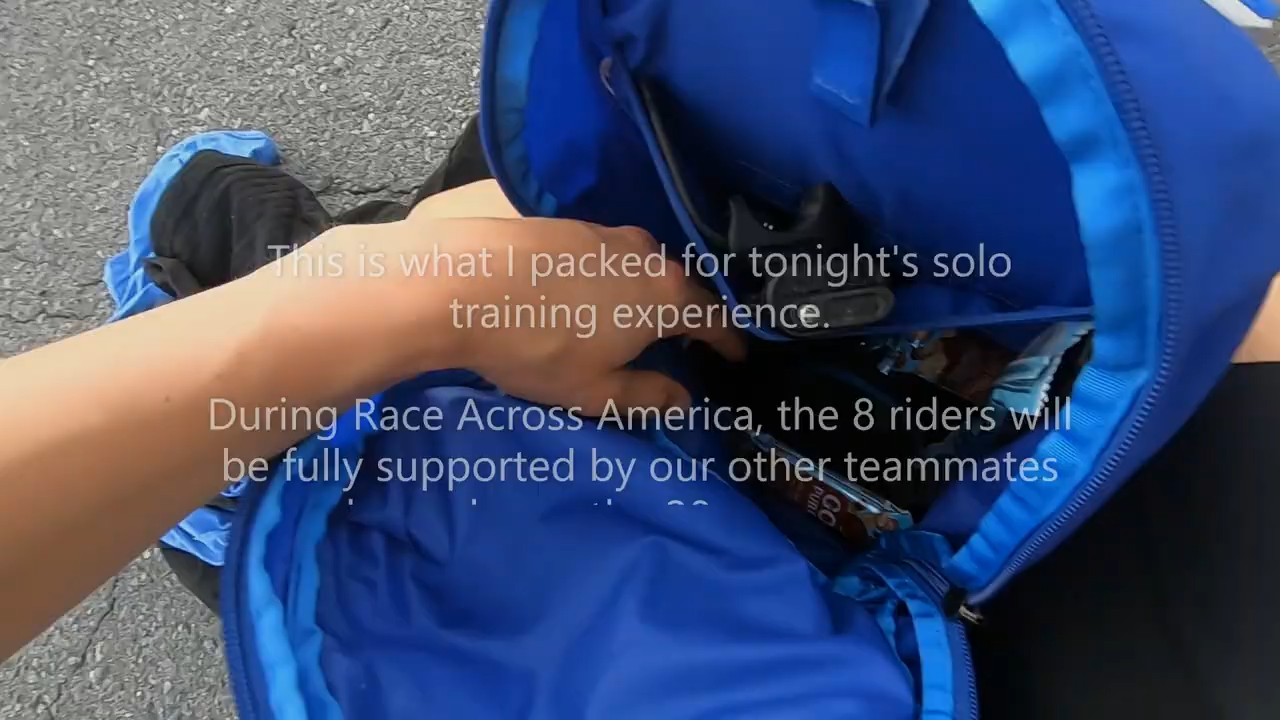 This is what I packed for tonight's solo
training experience.
During Race Across America, the 8 riders will
be fully supported by our other teammates